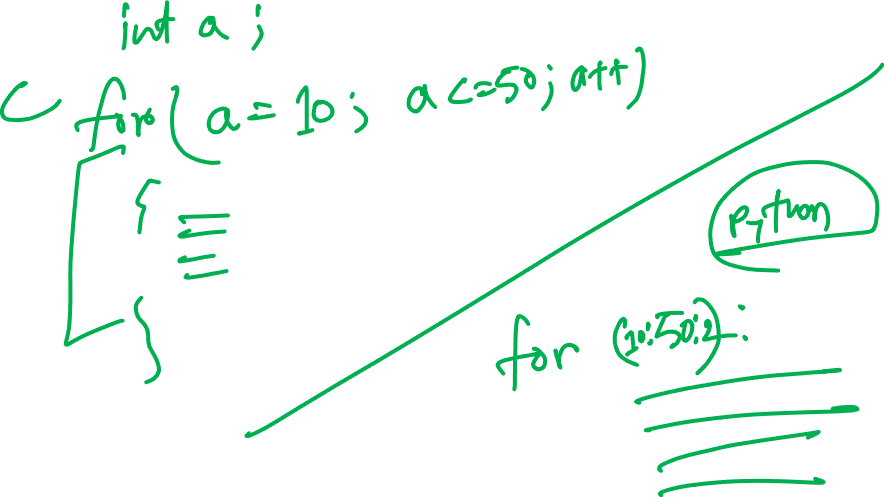 int a ;
C for( a = 10 ; a <= 50 ; a++)
{
}
Python
for (10:50:2):